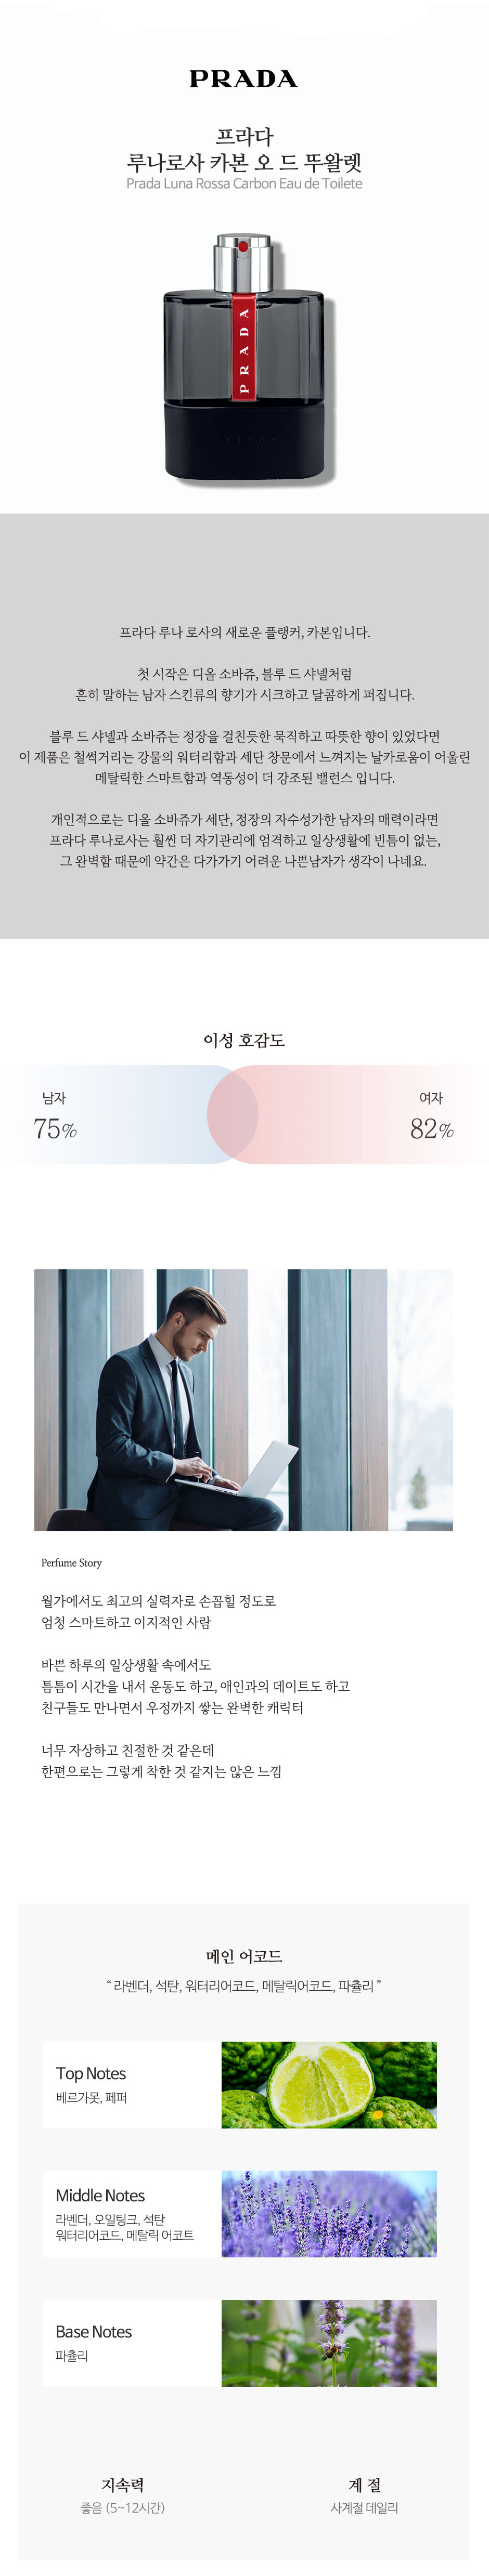 PRADA
프라다
루나로사 카본 오 드 뚜왈렛
Prada Luna Rossa Carbon Eau de Toilete
PRADA
프라다 루나 로사의 새로운 플랭커, 카본입니다.
첫 시작은 디올 소바쥬, 블루 드 샤넬처럼
흔히 말하는 남자 스킨류의 향기가 시크하고 달콤하게 퍼집니다.
블루 드 샤넬과 소바쥬는 정장을 걸친듯한 묵직하고 따뜻한 향이 있었다면
이 제품은 철썩거리는 강물의 워터리함과 세단 창문에서 느껴지는 날카로움이 어울린
메탈릭한 스마트함과 역동성이 더 강조된 밸런스 입니다.
개인적으로는 디올 소바쥬가 세단, 정장의 자수성가한 남자의 매력이라면
프라다 루나로사는 훨씬 더 자기관리에 엄격하고 일상생활에 빈틈이 없는,
그 완벽함 때문에 약간은 다가가기 어려운 나쁜남자가 생각이 나네요.
이성 호감도
남자
75%
여자
82%
Perfume Story
월가에서도 최고의 실력자로 손꼽힐 정도로
엄청 스마트하고 이지적인 사람
바쁜 하루의 일상생활 속에서도
틈틈이 시간을 내서 운동도 하고, 애인과의 데이트도 하고
친구들도 만나면서 우정까지 쌓는 완벽한 캐릭터
너무 자상하고 친절한 것 같은데
한편으로는 그렇게 착한 것 같지는 않은 느낌
메인 어코드
“ 라벤더, 석탄, 워터리어코드, 메탈릭어코드, 파츌리 ”
Top Notes
베르가못, 페퍼
Middle Notes
라벤더, 오일팅크, 석탄
워터리어코드, 메탈릭 어코트
Base Notes
파츌리
지속력
좋음 (5~12시간)
계 절
사계절 데일리